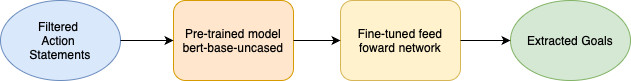 Filtered
Action
Statements
Pre-trained model
bert-base-uncased
Fine-tuned feed
foward network
Extracted Goals